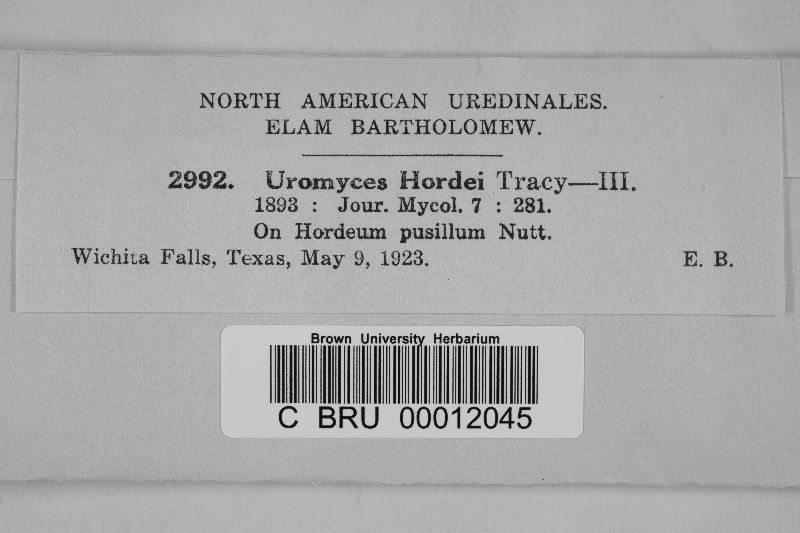 NORTH AMERICAN UREDINALES.
ELAM BARTHOLOMEW.
2992. Uromyces Hordei Tracy—III.
1893 : Jour. Mycol. 7 : 281.
On Hordeum pusillum Nutt.
Wichita Falls, Texas, May 9, 1923. E. B.
Brown University Herbarium
C BRU 00012045